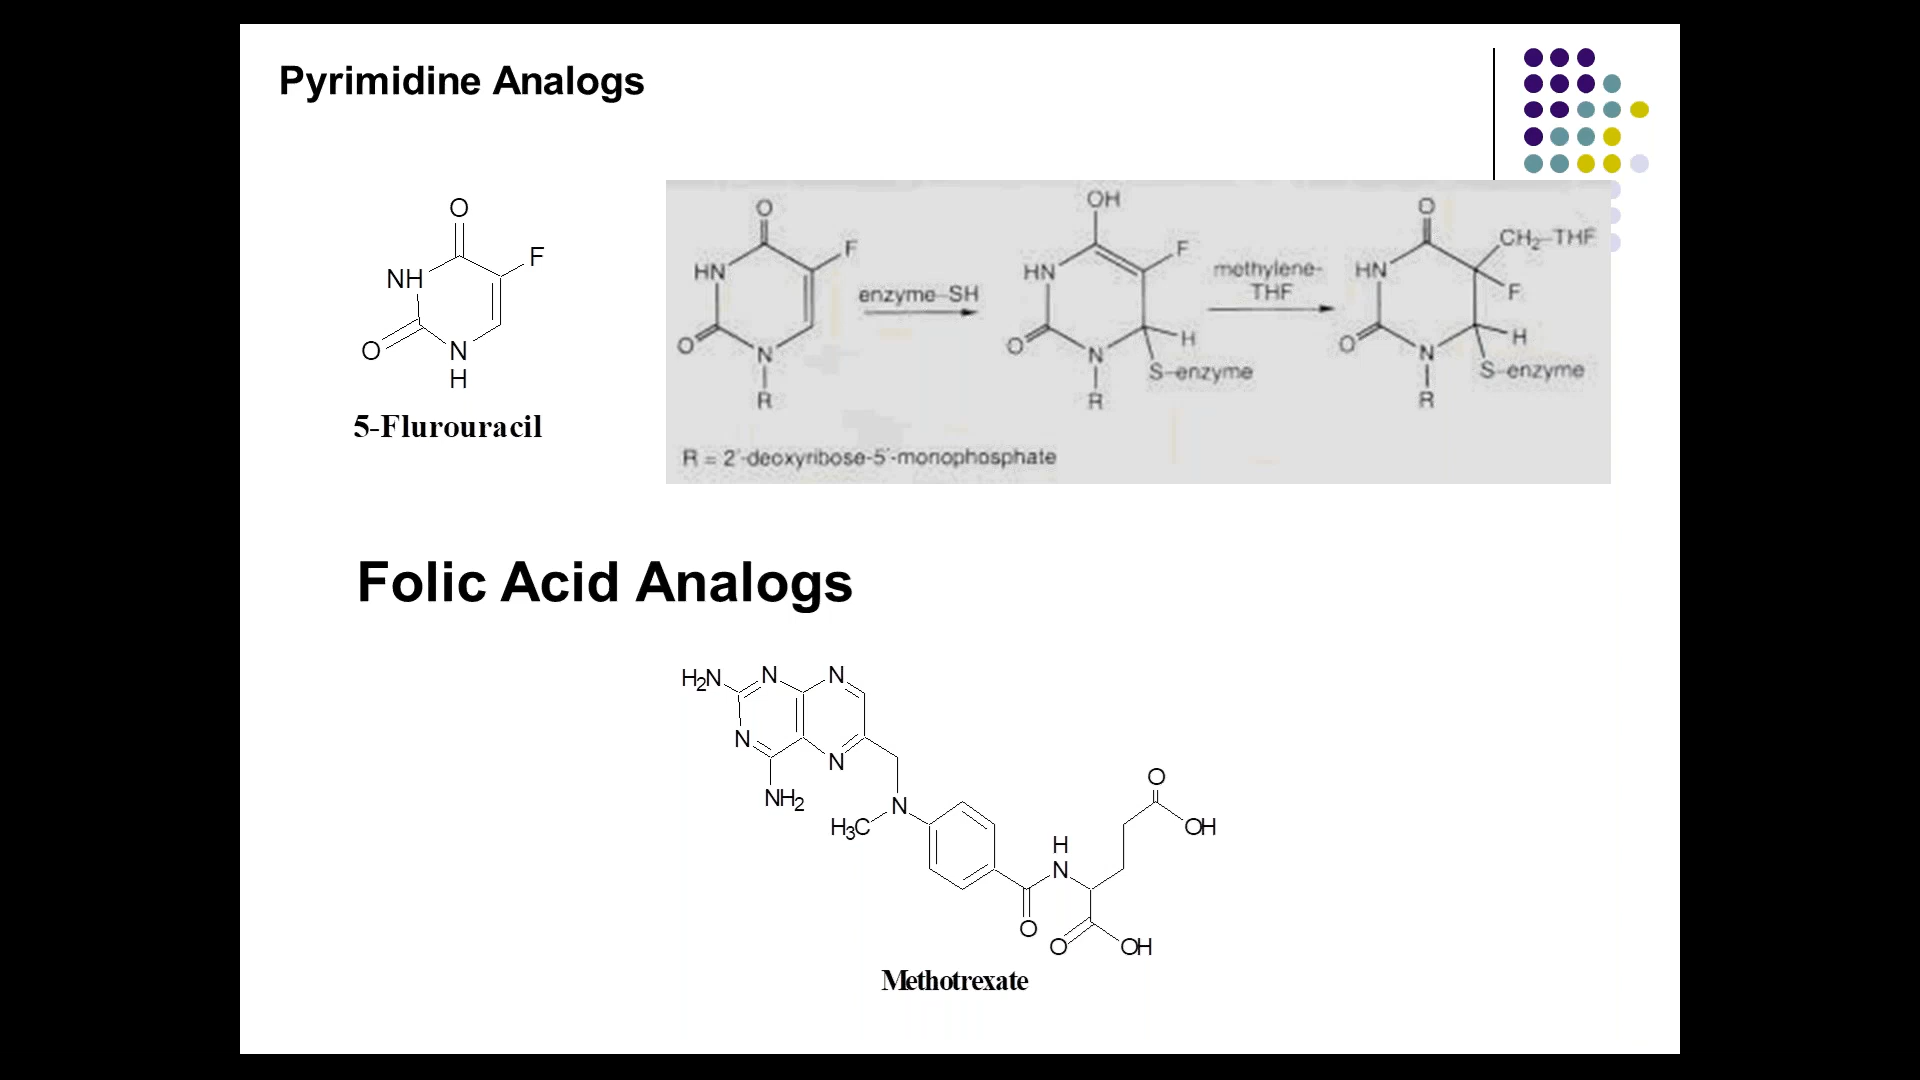 Pyrimidine Analogs
O
F
NH
O
N
H
5-Flurouracil
O
F
HN
O
N
R
enzyme-SH
OH
F
HN
O
N
H
S-enzyme
R
methylene-
THF
O
CH2-THF
HN
F
O
N
H
S-enzyme
R
R = 2'-deoxyribose-5'-monophosphate
Folic Acid Analogs
H2N
N
N
N
N
NH2
N
H3C
H
N
O
O
OH
O
OH
Methotrexate